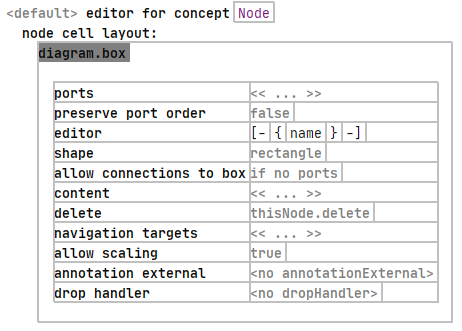 <default> editor for concept Node
node cell layout:
diagram.box
ports << ... >>
preserve port order false
editor [- { name } -]
shape rectangle
allow connections to box if no ports
content << ... >>
delete thisNode.delete
navigation targets << ... >>
allow scaling true
annotation external <no annotationExternal>
drop handler <no dropHandler>